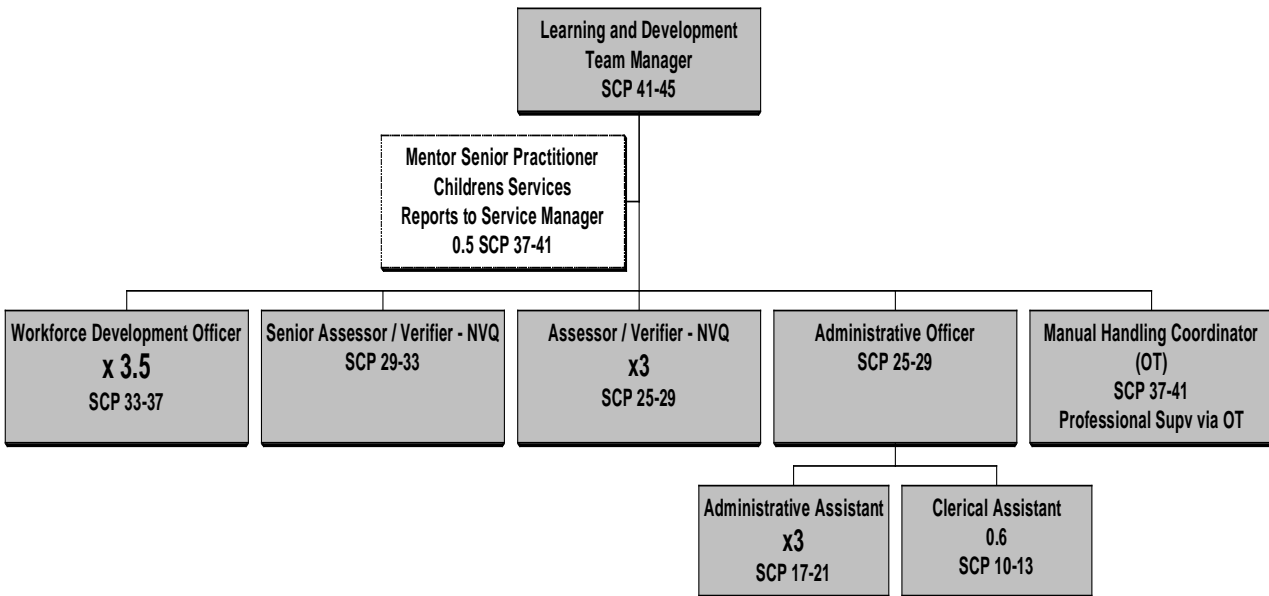 Learning and Development
Team Manager
SCP 41-45
Mentor Senior Practitioner
Childrens Services
Reports to Service Manager
0.5 SCP 37-41
Workforce Development Officer
x 3.5
SCP 33-37
Senior Assessor / Verifier - NVQ
SCP 29-33
Assessor / Verifier - NVQ
x3
SCP 25-29
Administrative Officer
SCP 25-29
Manual Handling Coordinator
(OT)
SCP 37-41
Professional Supv via OT
Administrative Assistant
x3
SCP 17-21
Clerical Assistant
0.6
SCP 10-13